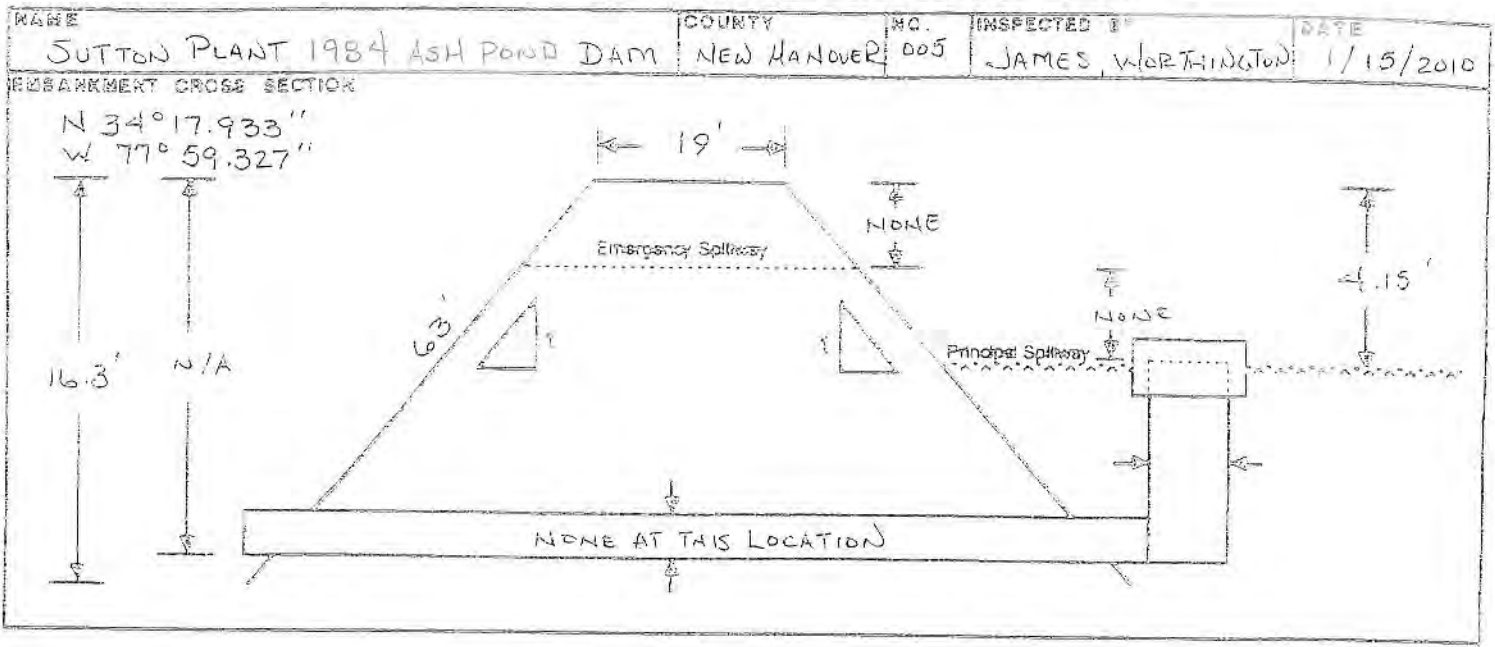 NAME
SUTTON PLANT 1984 ASH POND DAM
COUNTY
NEW HANOVER
NO.
005
INSPECTED
JAMES WORTHINGTON
DATE
1/15/2010
EMBANKMENT CROSS SECTION
N 34° 17.933"
W 77° 59.327"
19'
NONE
Emergency Spillway
4.15'
63'
NONE
Principal Spillway
16.3'
N/A
1
1
NONE AT THIS LOCATION